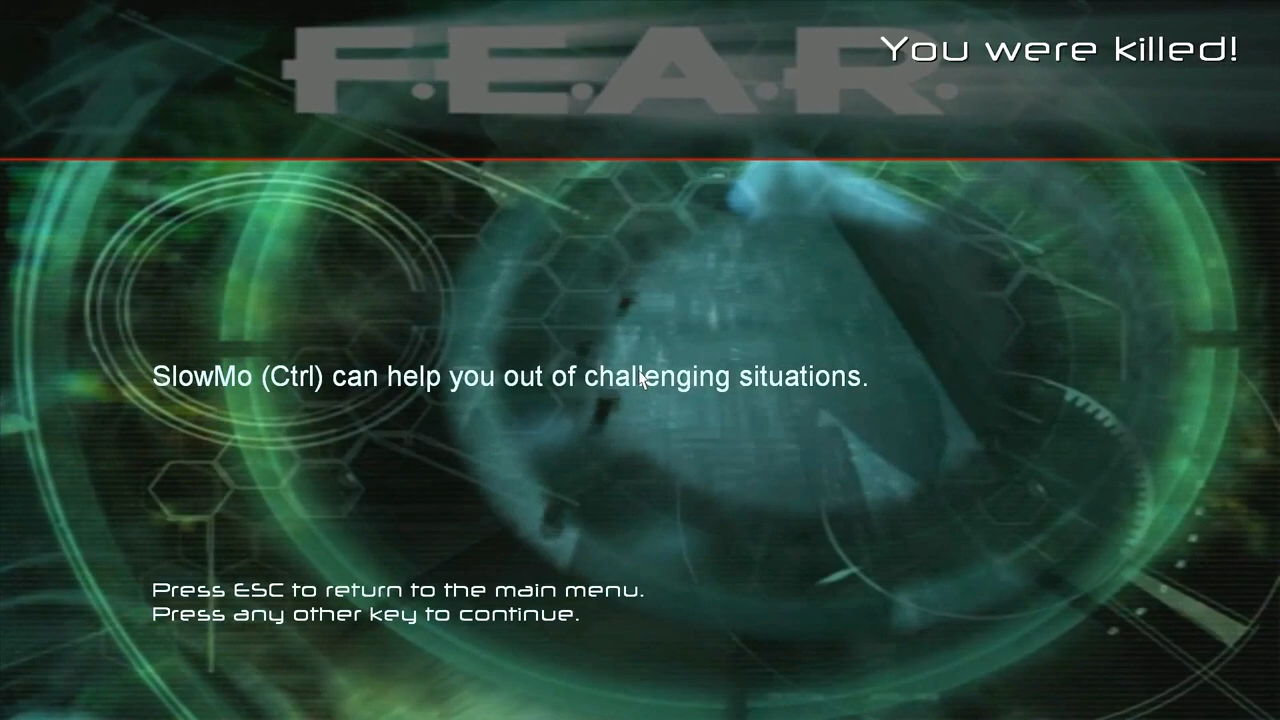 F.E.A.R.
You were killed!
SlowMo (Ctrl) can help you out of challenging situations.
Press ESC to return to the main menu.
Press any other key to continue.